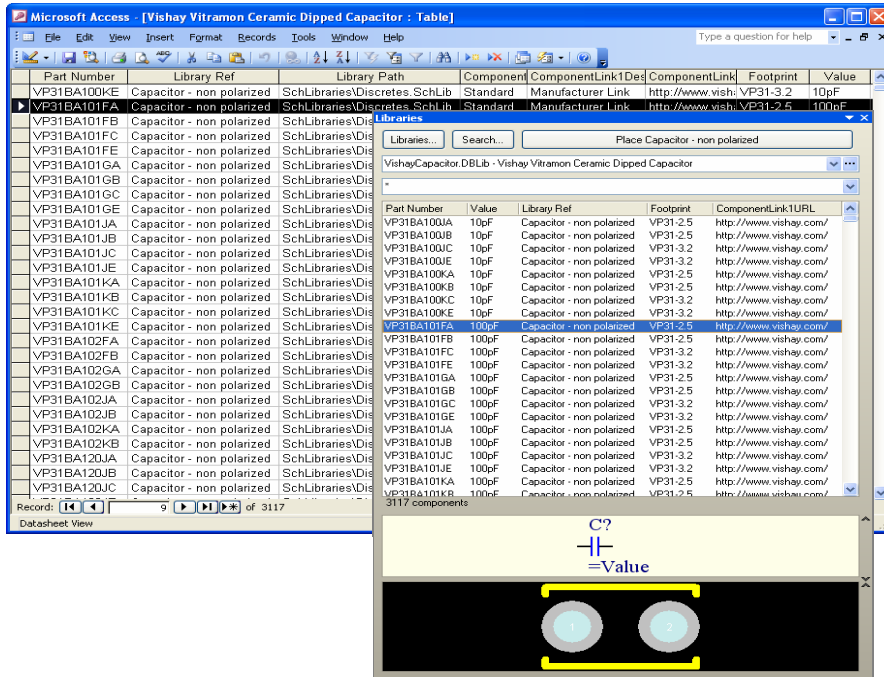 Microsoft Access - [Vishay Vitramon Ceramic Dipped Capacitor : Table]
File Edit View Insert Format Records Tools Window Help Type a question for help
Part Number Library Ref Library Path Component ComponentLink1Des ComponentLink Footprint Value
VP31BA100KE Capacitor - non polarized SchLibraries\Discretes.SchLib Standard Manufacturer Link http://www.vish: VP31-3.2 10pF
VP31BA101FA Capacitor - non polarized SchLibraries\Discretes.SchLib Standard Manufacturer Link http://www.vish: VP31-2.5 100pF
VP31BA101FB Capacitor - non polarized SchLibraries\Dis
VP31BA101FC Capacitor - non polarized SchLibraries\Dis
VP31BA101FE Capacitor - non polarized SchLibraries\Dis
VP31BA101GA Capacitor - non polarized SchLibraries\Dis
VP31BA101GB Capacitor - non polarized SchLibraries\Dis
VP31BA101GC Capacitor - non polarized SchLibraries\Dis
VP31BA101GE Capacitor - non polarized SchLibraries\Dis
VP31BA101JA Capacitor - non polarized SchLibraries\Dis
VP31BA101JB Capacitor - non polarized SchLibraries\Dis
VP31BA101JC Capacitor - non polarized SchLibraries\Dis
VP31BA101JE Capacitor - non polarized SchLibraries\Dis
VP31BA101KA Capacitor - non polarized SchLibraries\Dis
VP31BA101KB Capacitor - non polarized SchLibraries\Dis
VP31BA101KC Capacitor - non polarized SchLibraries\Dis
VP31BA101KE Capacitor - non polarized SchLibraries\Dis
VP31BA102FA Capacitor - non polarized SchLibraries\Dis
VP31BA102FB Capacitor - non polarized SchLibraries\Dis
VP31BA102GA Capacitor - non polarized SchLibraries\Dis
VP31BA102GB Capacitor - non polarized SchLibraries\Dis
VP31BA102JA Capacitor - non polarized SchLibraries\Dis
VP31BA102JB Capacitor - non polarized SchLibraries\Dis
VP31BA102KA Capacitor - non polarized SchLibraries\Dis
VP31BA102KB Capacitor - non polarized SchLibraries\Dis
VP31BA120JA Capacitor - non polarized SchLibraries\Dis
VP31BA120JB Capacitor - non polarized SchLibraries\Dis
VP31BA120JC Capacitor - non polarized SchLibraries\Dis
Record: 9 of 3117
Datasheet View
Libraries
Libraries... Search... Place Capacitor - non polarized
VishayCapacitor.DBLib - Vishay Vitramon Ceramic Dipped Capacitor
*
Part Number Value Library Ref Footprint ComponentLink1URL
VP31BA100JA 10pF Capacitor - non polarized VP31-2.5 http://www.vishay.com/
VP31BA100JB 10pF Capacitor - non polarized VP31-2.5 http://www.vishay.com/
VP31BA100JC 10pF Capacitor - non polarized VP31-3.2 http://www.vishay.com/
VP31BA100JE 10pF Capacitor - non polarized VP31-3.2 http://www.vishay.com/
VP31BA100KA 10pF Capacitor - non polarized VP31-2.5 http://www.vishay.com/
VP31BA100KB 10pF Capacitor - non polarized VP31-2.5 http://www.vishay.com/
VP31BA100KC 10pF Capacitor - non polarized VP31-3.2 http://www.vishay.com/
VP31BA100KE 10pF Capacitor - non polarized VP31-3.2 http://www.vishay.com/
VP31BA101FA 100pF Capacitor - non polarized VP31-2.5 http://www.vishay.com/
VP31BA101FB 100pF Capacitor - non polarized VP31-2.5 http://www.vishay.com/
VP31BA101FC 100pF Capacitor - non polarized VP31-3.2 http://www.vishay.com/
VP31BA101FE 100pF Capacitor - non polarized VP31-3.2 http://www.vishay.com/
VP31BA101GA 100pF Capacitor - non polarized VP31-2.5 http://www.vishay.com/
VP31BA101GB 100pF Capacitor - non polarized VP31-2.5 http://www.vishay.com/
VP31BA101GC 100pF Capacitor - non polarized VP31-3.2 http://www.vishay.com/
VP31BA101GE 100pF Capacitor - non polarized VP31-3.2 http://www.vishay.com/
VP31BA101JA 100pF Capacitor - non polarized VP31-2.5 http://www.vishay.com/
VP31BA101JB 100pF Capacitor - non polarized VP31-2.5 http://www.vishay.com/
VP31BA101JC 100pF Capacitor - non polarized VP31-3.2 http://www.vishay.com/
VP31BA101JE 100pF Capacitor - non polarized VP31-3.2 http://www.vishay.com/
VP31BA101KA 100pF Capacitor - non polarized VP31-2.5 http://www.vishay.com/
VP31BA101KB 100pF Capacitor - non polarized VP31-2.5 http://www.vishay.com/
3117 components
C?
=Value
1 2